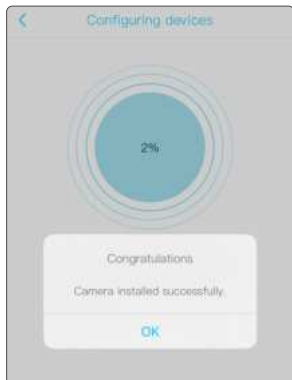 Configuring devices
2%
Congratulations
Camera installed successfully.
OK